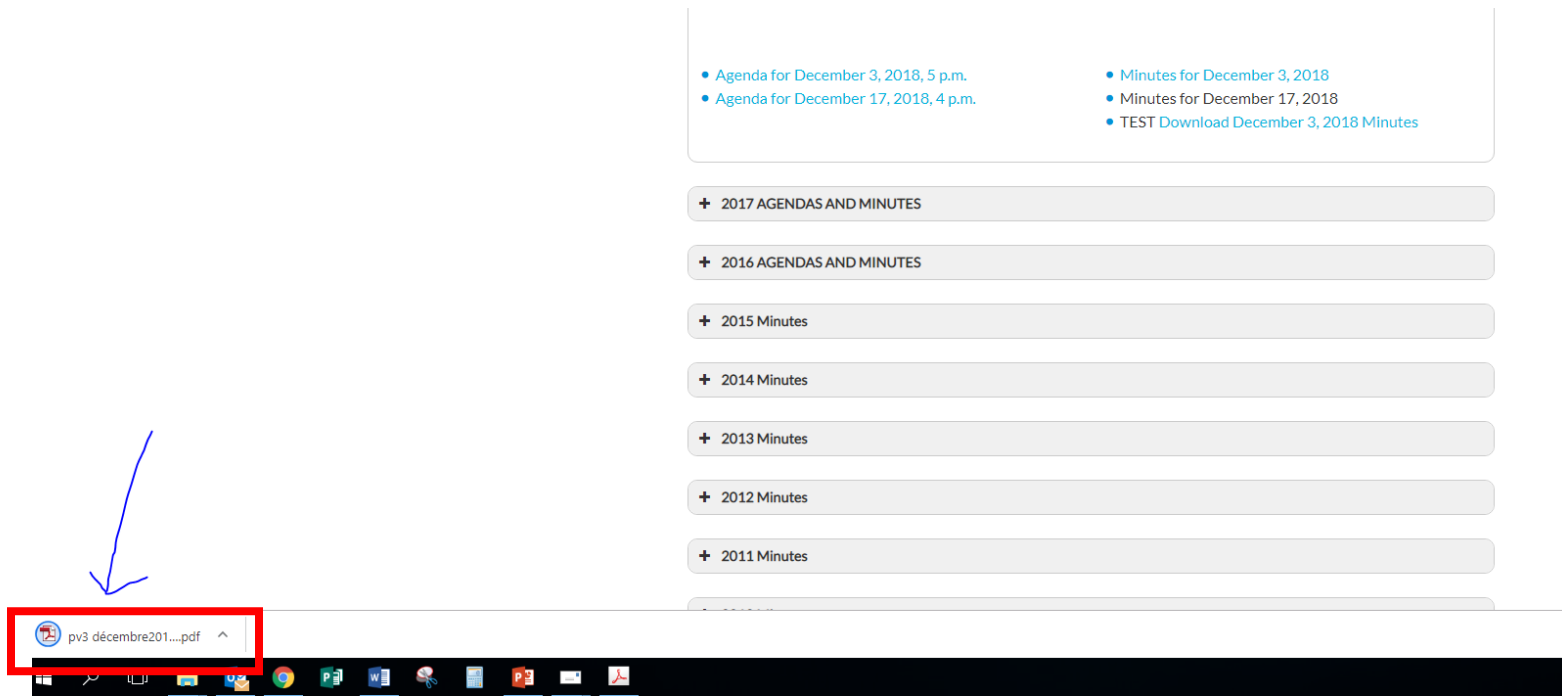 Agenda for December 3, 2018, 5 p.m.
Agenda for December 17, 2018, 4 p.m.
Minutes for December 3, 2018
Minutes for December 17, 2018
TEST Download December 3, 2018 Minutes
2017 AGENDAS AND MINUTES
2016 AGENDAS AND MINUTES
2015 Minutes
2014 Minutes
2013 Minutes
2012 Minutes
2011 Minutes
pv3 décembre201....pdf